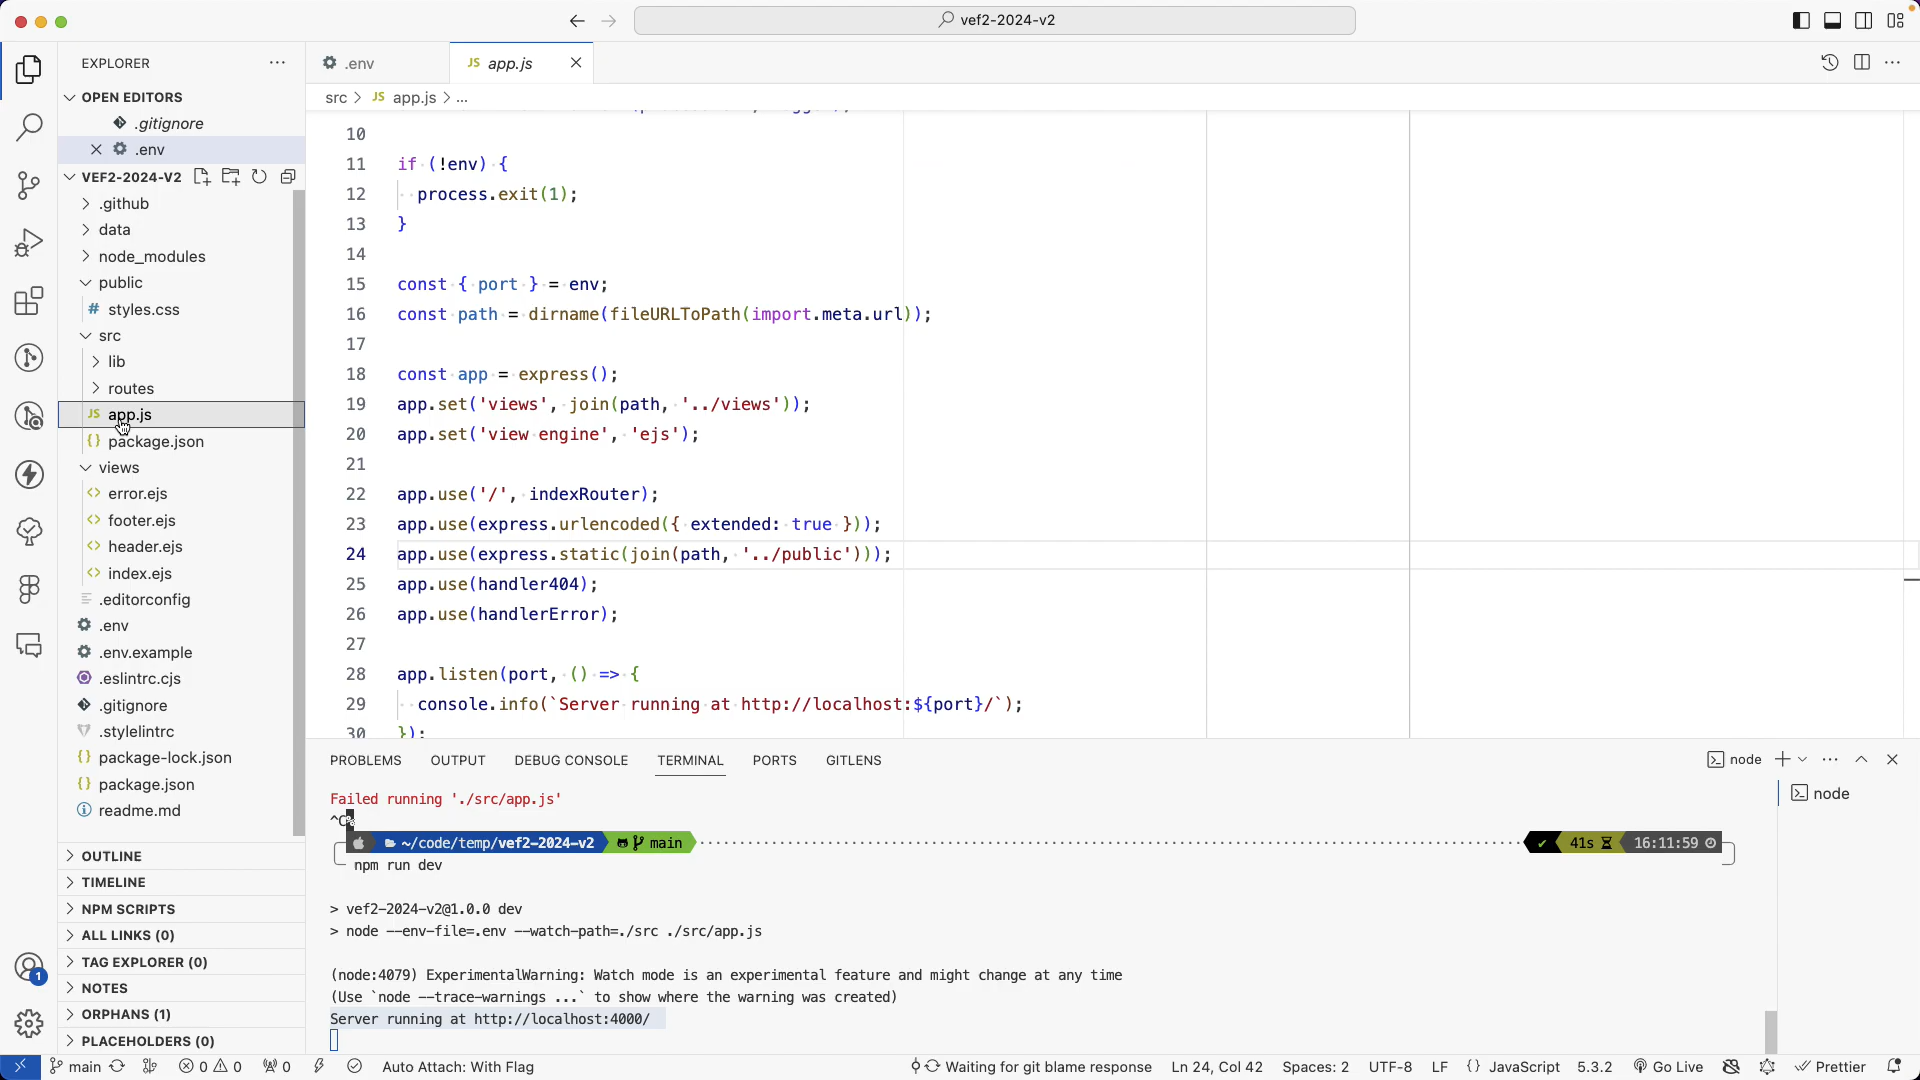 vef2-2024-v2
EXPLORER
OPEN EDITORS
.gitignore
.env
VEF2-2024-V2
.github
data
node_modules
public
# styles.css
src
lib
routes
JS app.js
{} package.json
views
<> error.ejs
<> footer.ejs
<> header.ejs
<> index.ejs
.editorconfig
.env
.env.example
.eslintrc.cjs
.gitignore
.stylelintrc
{} package-lock.json
{} package.json
readme.md
OUTLINE
TIMELINE
NPM SCRIPTS
ALL LINKS (0)
TAG EXPLORER (0)
NOTES
ORPHANS (1)
PLACEHOLDERS (0)
.env
JS app.js
src > JS app.js > ...
10
11 if (!env) {
12 process.exit(1);
13 }
14
15 const { port } = env;
16 const path = dirname(fileURLToPath(import.meta.url));
17
18 const app = express();
19 app.set('views', join(path, '../views'));
20 app.set('view engine', 'ejs');
21
22 app.use('/', indexRouter);
23 app.use(express.urlencoded({ extended: true }));
24 app.use(express.static(join(path, '../public')));
25 app.use(handler404);
26 app.use(handlerError);
27
28 app.listen(port, () => {
29 console.info(`Server running at http://localhost:${port}/`);
30 });
PROBLEMS OUTPUT DEBUG CONSOLE TERMINAL PORTS GITLENS
node
node
Failed running './src/app.js'
^C
~/code/temp/vef2-2024-v2 main 41s 16:11:59
npm run dev
> vef2-2024-v2@1.0.0 dev
> node --env-file=.env --watch-path=./src ./src/app.js
(node:4079) ExperimentalWarning: Watch mode is an experimental feature and might change at any time
(Use `node --trace-warnings ...` to show where the warning was created)
Server running at http://localhost:4000/
1
main 0 0 0 Auto Attach: With Flag Waiting for git blame response Ln 24, Col 42 Spaces: 2 UTF-8 LF {} JavaScript 5.3.2 Go Live Prettier